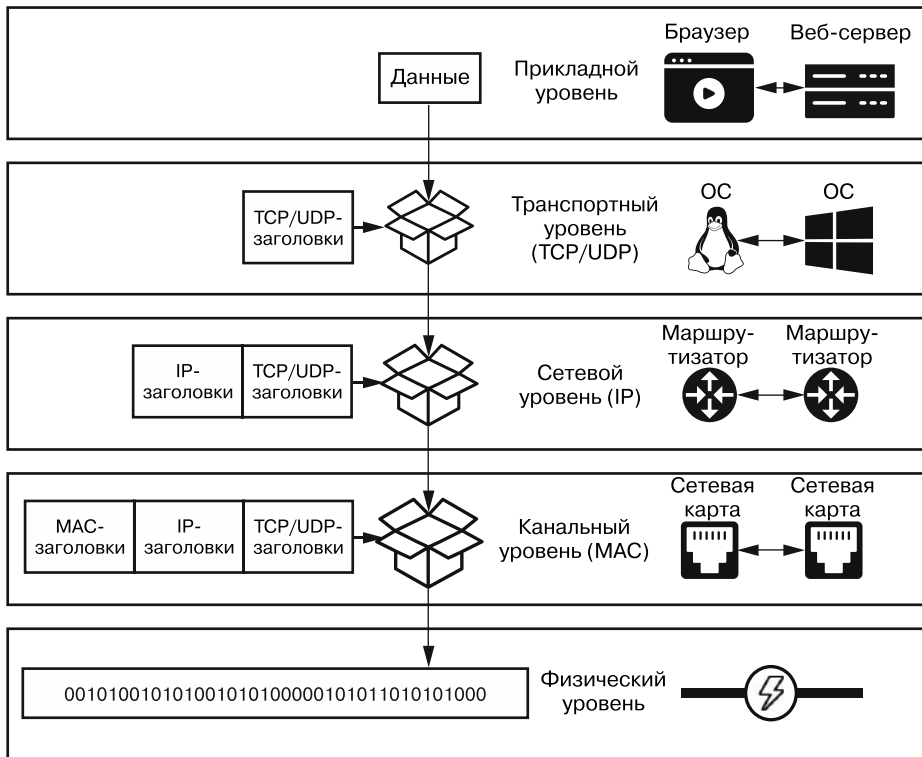 Браузер
Веб-сервер
Данные
Прикладной
уровень
ОС
ОС
TCP/UDP-
заголовки
Транспортный
уровень
(TCP/UDP)
Маршру-
тизатор
Маршру-
тизатор
IP-
заголовки
TCP/UDP-
заголовки
Сетевой
уровень (IP)
Сетевая
карта
Сетевая
карта
MAC-
заголовки
IP-
заголовки
TCP/UDP-
заголовки
Канальный
уровень (MAC)
0010100101010010101000001010110101010​00
Физический
уровень